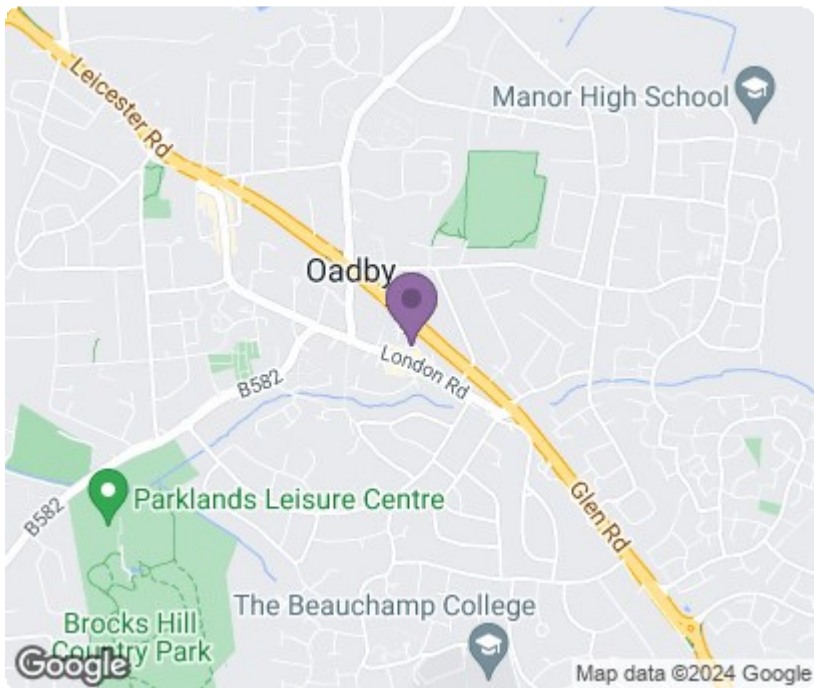 Leicester Rd
Manor High School
Oadby
London Rd
B582
Glen Rd
Parklands Leisure Centre
B582
The Beauchamp College
Brocks Hill
Country Park
Google
Map data ©2024 Google